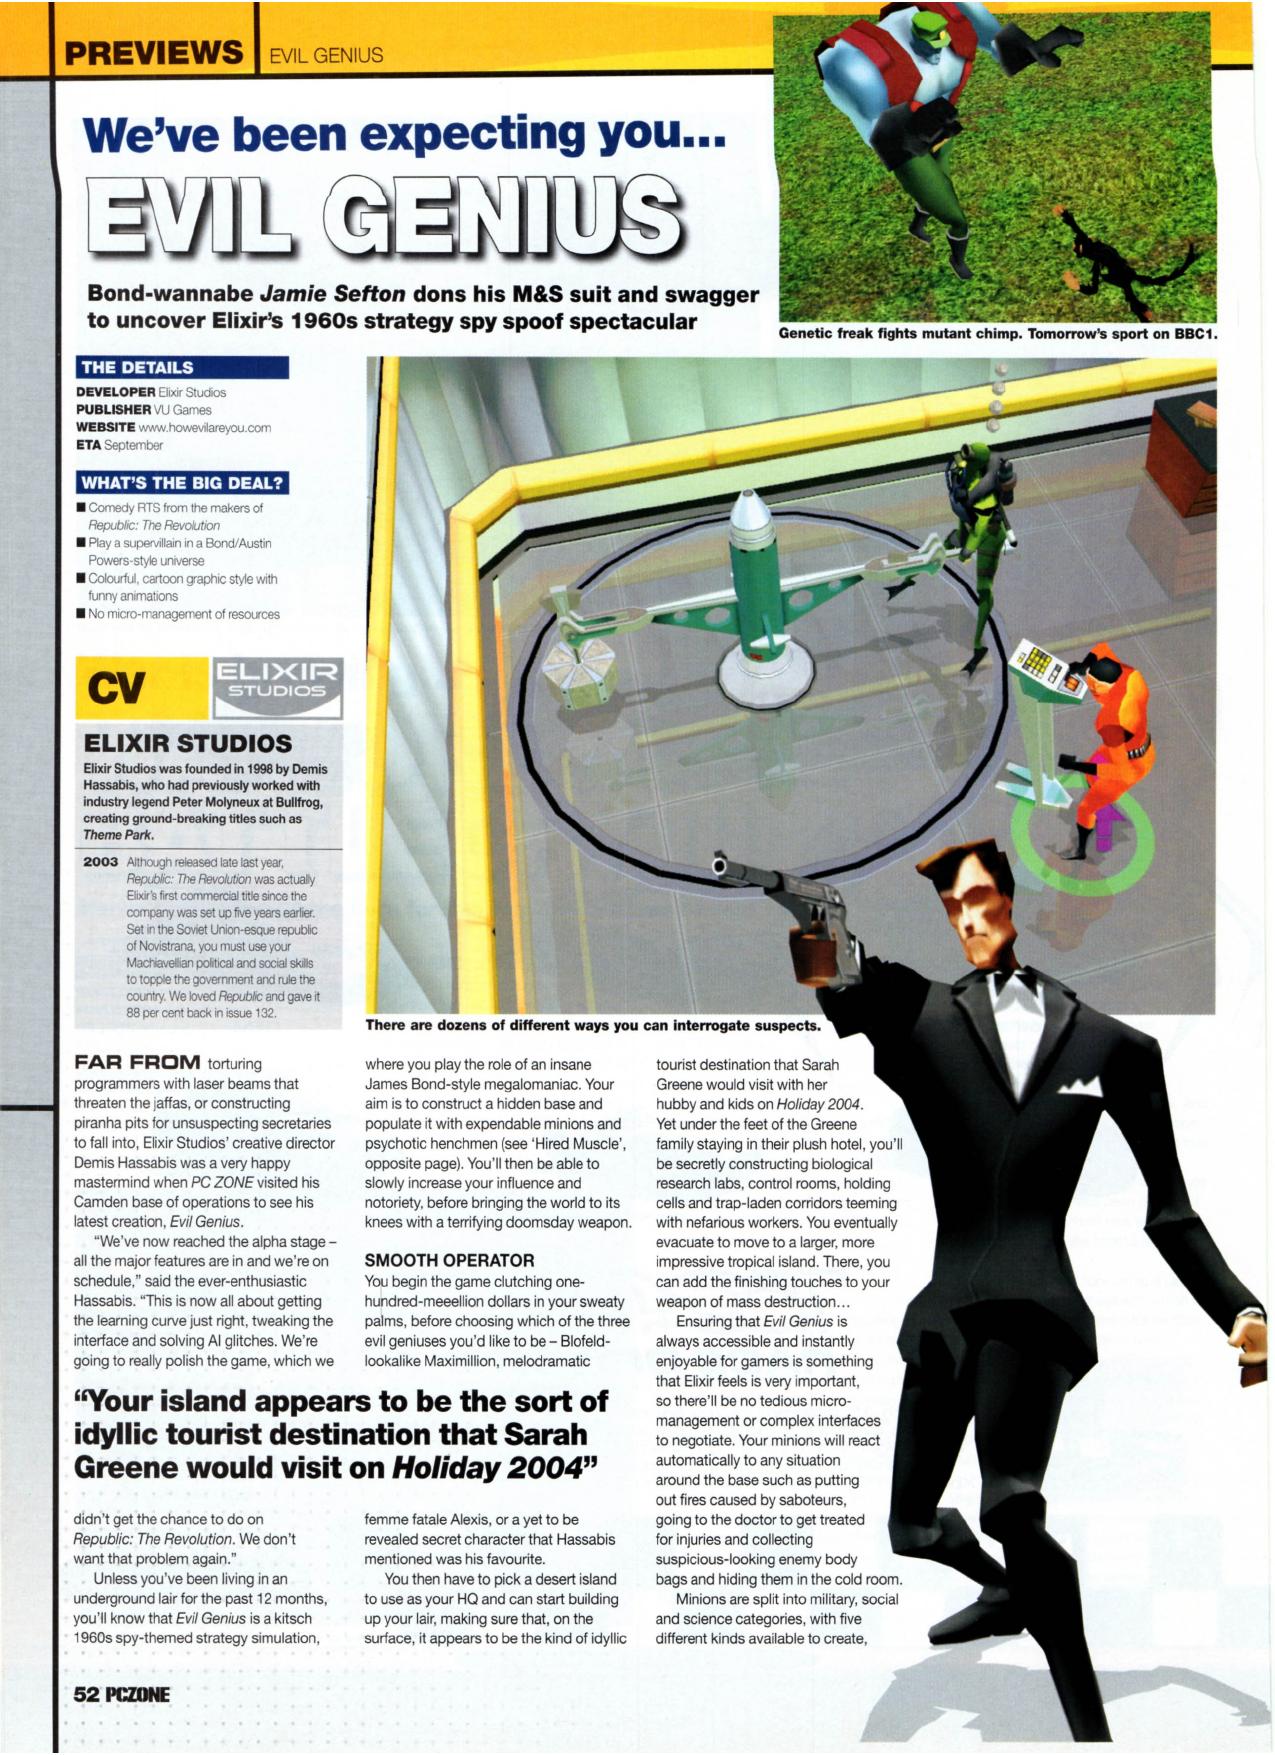 PREVIEWS
EVIL GENIUS
We've been expecting you...
EVIL GENIUS
Bond-wannabe Jamie Sefton dons his M&S suit and swagger
to uncover Elixir's 1960s strategy spy spoof spectacular
Genetic freak fights mutant chimp. Tomorrow's sport on BBC1.
THE DETAILS
DEVELOPER Elixir Studios
PUBLISHER VU Games
WEBSITE www.howevilareyou.com
ETA September
WHAT'S THE BIG DEAL?
■ Comedy RTS from the makers of
Republic: The Revolution
■ Play a supervillain in a Bond/Austin
Powers-style universe
■ Colourful, cartoon graphic style with
funny animations
■ No micro-management of resources
CV
ELIXIR
STUDIOS
ELIXIR STUDIOS
Elixir Studios was founded in 1998 by Demis
Hassabis, who had previously worked with
industry legend Peter Molyneux at Bullfrog,
creating ground-breaking titles such as
Theme Park.
2003 Although released late last year,
Republic: The Revolution was actually
Elixir's first commercial title since the
company was set up five years earlier.
Set in the Soviet Union-esque republic
of Novistrana, you must use your
Machiavellian political and social skills
to topple the government and rule the
country. We loved Republic and gave it
88 per cent back in issue 132.
There are dozens of different ways you can interrogate suspects.
FAR FROM torturing
programmers with laser beams that
threaten the jaffas, or constructing
piranha pits for unsuspecting secretaries
to fall into, Elixir Studios' creative director
Demis Hassabis was a very happy
mastermind when PC ZONE visited his
Camden base of operations to see his
latest creation, Evil Genius.
"We've now reached the alpha stage –
all the major features are in and we're on
schedule," said the ever-enthusiastic
Hassabis. "This is now all about getting
the learning curve just right, tweaking the
interface and solving AI glitches. We're
going to really polish the game, which we
"Your island appears to be the sort of
idyllic tourist destination that Sarah
Greene would visit on Holiday 2004"
didn't get the chance to do on
Republic: The Revolution. We don't
want that problem again."
Unless you've been living in an
underground lair for the past 12 months,
you'll know that Evil Genius is a kitsch
1960s spy-themed strategy simulation,
where you play the role of an insane
James Bond-style megalomaniac. Your
aim is to construct a hidden base and
populate it with expendable minions and
psychotic henchmen (see 'Hired Muscle',
opposite page). You'll then be able to
slowly increase your influence and
notoriety, before bringing the world to its
knees with a terrifying doomsday weapon.
SMOOTH OPERATOR
You begin the game clutching one-
hundred-meeellion dollars in your sweaty
palms, before choosing which of the three
evil geniuses you'd like to be – Blofeld-
lookalike Maximillion, melodramatic
femme fatale Alexis, or a yet to be
revealed secret character that Hassabis
mentioned was his favourite.
You then have to pick a desert island
to use as your HQ and can start building
up your lair, making sure that, on the
surface, it appears to be the kind of idyllic
tourist destination that Sarah
Greene would visit with her
hubby and kids on Holiday 2004.
Yet under the feet of the Greene
family staying in their plush hotel, you'll
be secretly constructing biological
research labs, control rooms, holding
cells and trap-laden corridors teeming
with nefarious workers. You eventually
evacuate to move to a larger, more
impressive tropical island. There, you
can add the finishing touches to your
weapon of mass destruction...
Ensuring that Evil Genius is
always accessible and instantly
enjoyable for gamers is something
that Elixir feels is very important,
so there'll be no tedious micro-
management or complex interfaces
to negotiate. Your minions will react
automatically to any situation
around the base such as putting
out fires caused by saboteurs,
going to the doctor to get treated
for injuries and collecting
suspicious-looking enemy body
bags and hiding them in the cold room.
Minions are split into military, social
and science categories, with five
different kinds available to create,
52 PCZONE